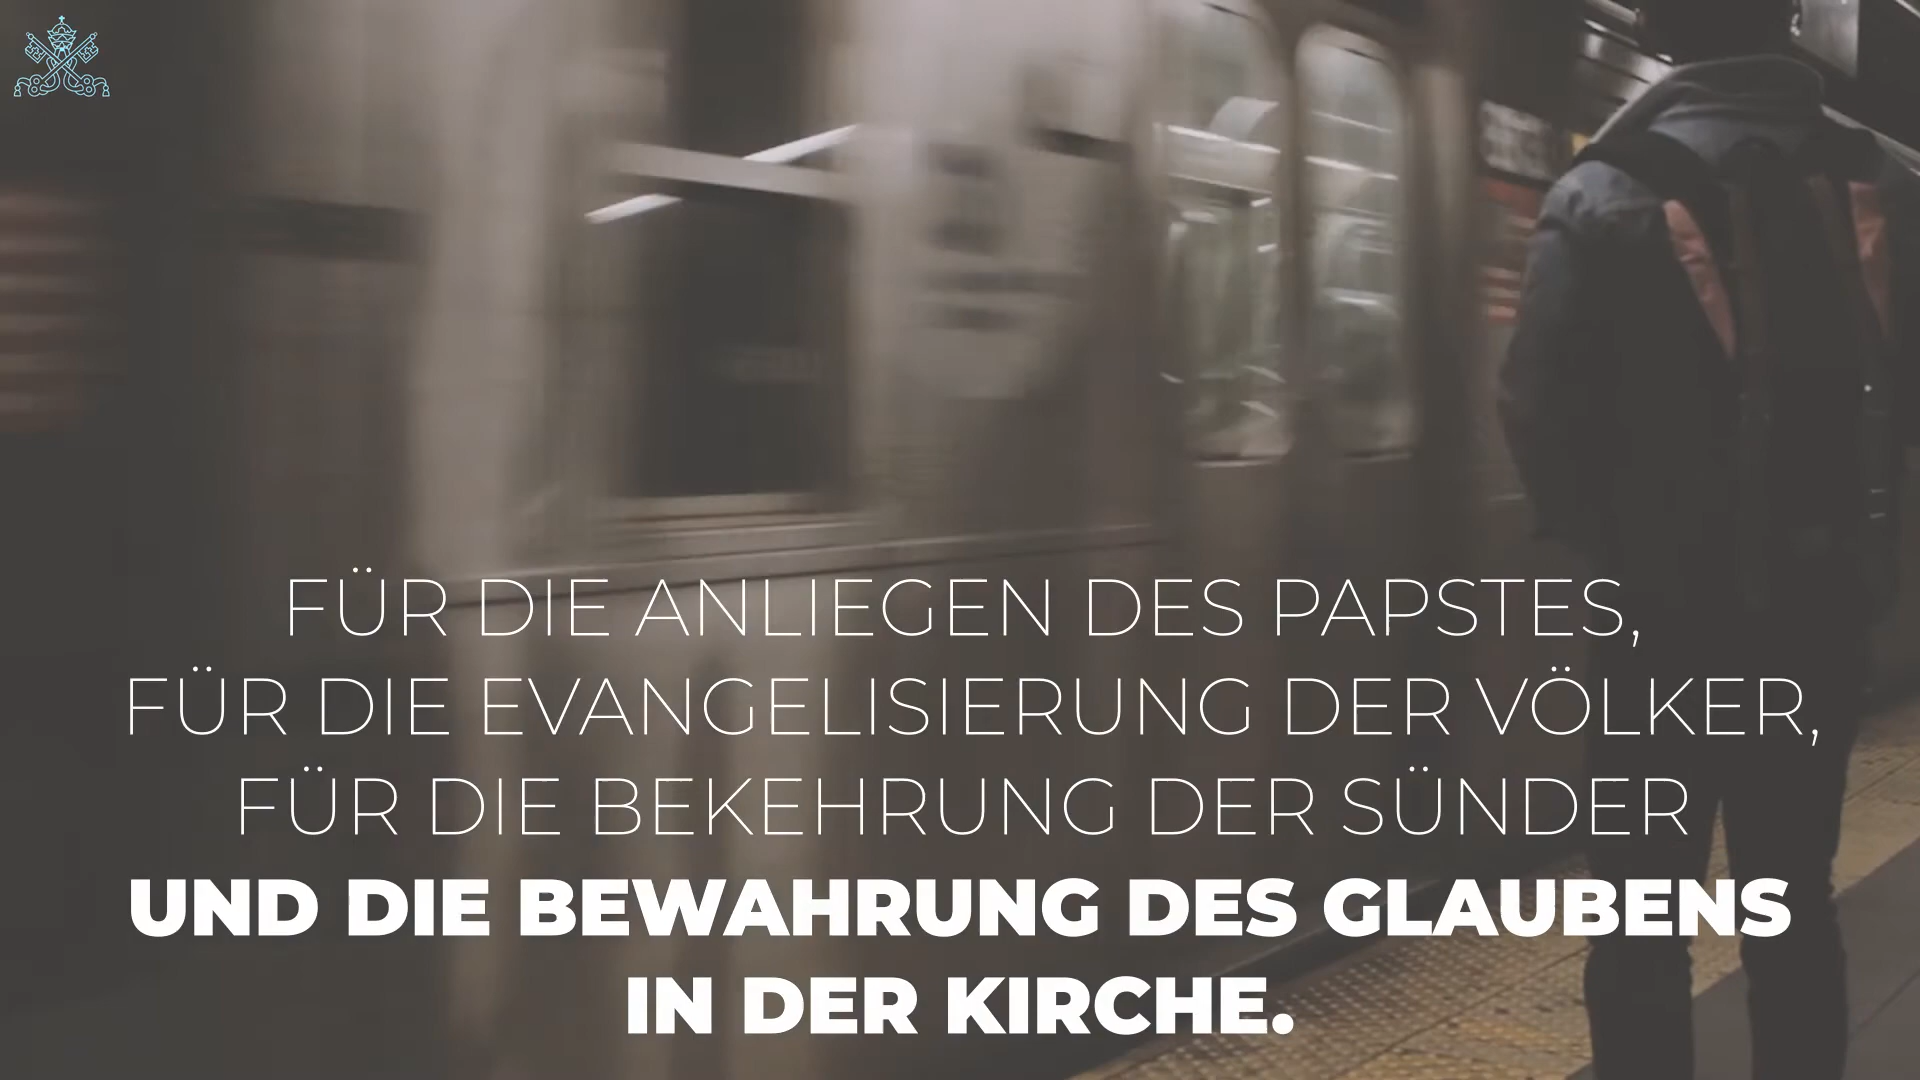 FÜR DIE ANLIEGEN DES PAPSTES,
FÜR DIE EVANGELISIERUNG DER VÖLKER,
FÜR DIE BEKEHRUNG DER SÜNDER
UND DIE BEWAHRUNG DES GLAUBENS
IN DER KIRCHE.